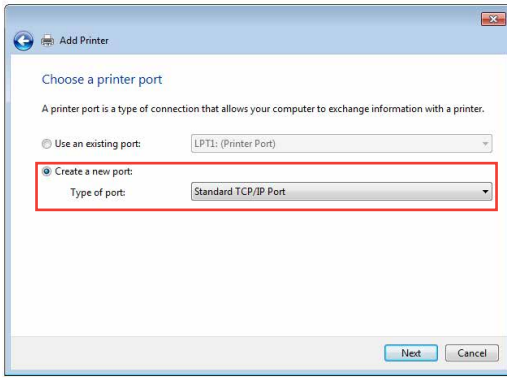 Add Printer
Choose a printer port
A printer port is a type of connection that allows your computer to exchange information with a printer.
Use an existing port: LPT1: (Printer Port)
Create a new port:
Type of port: Standard TCP/IP Port
Next Cancel